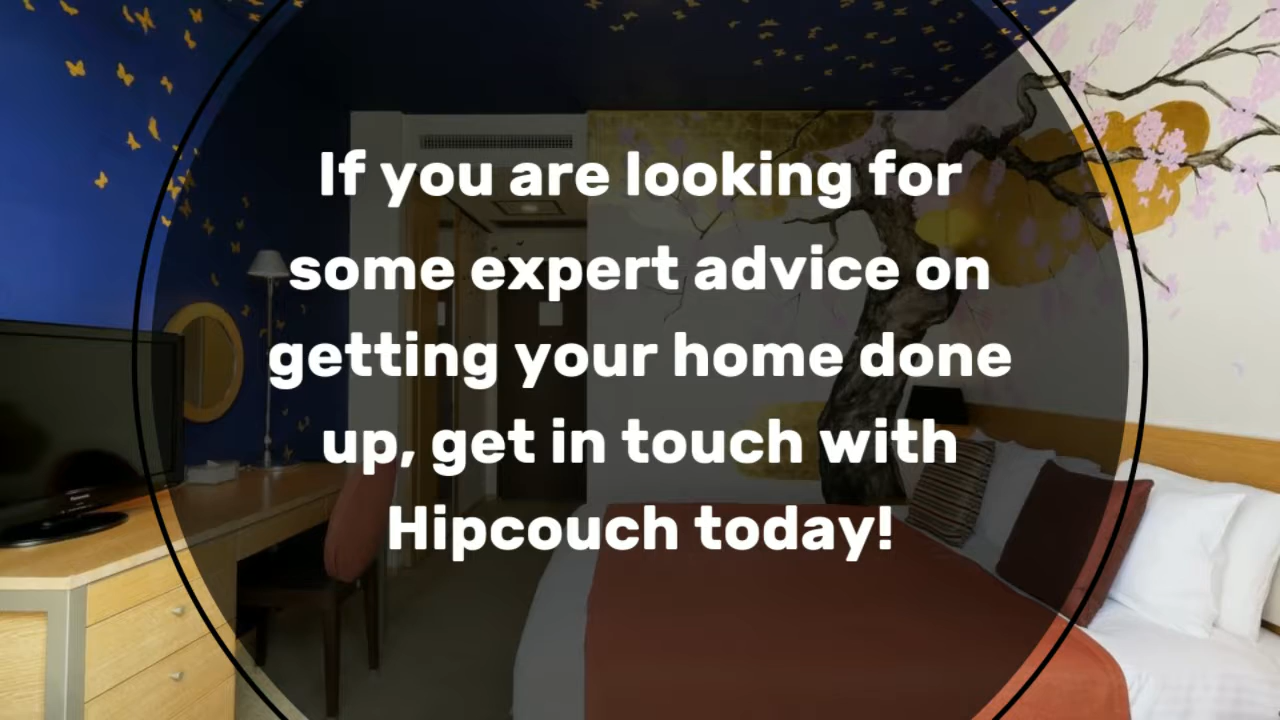 If you are looking for
some expert advice on
getting your home done
up, get in touch with
Hipcouch today!